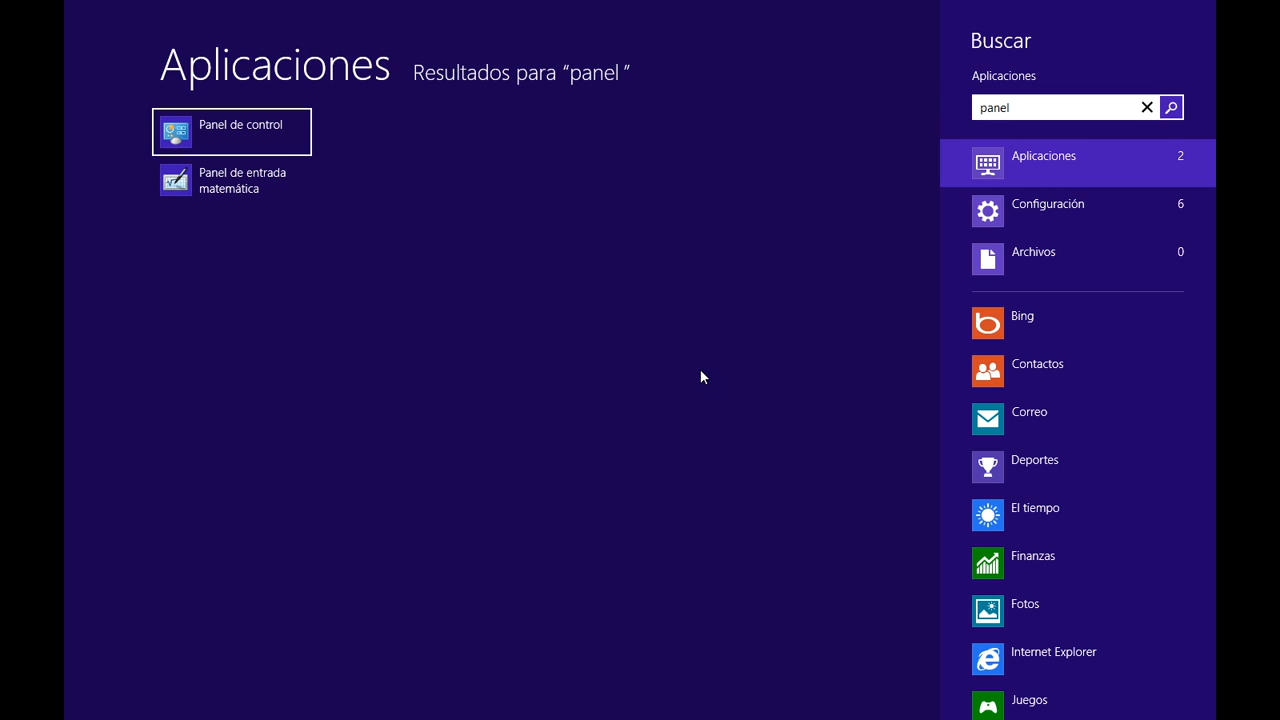 Aplicaciones Resultados para “panel ”
Panel de control
Panel de entrada
matemática
Buscar
Aplicaciones
panel
Aplicaciones 2
Configuración 6
Archivos 0
Bing
Contactos
Correo
Deportes
El tiempo
Finanzas
Fotos
Internet Explorer
Juegos